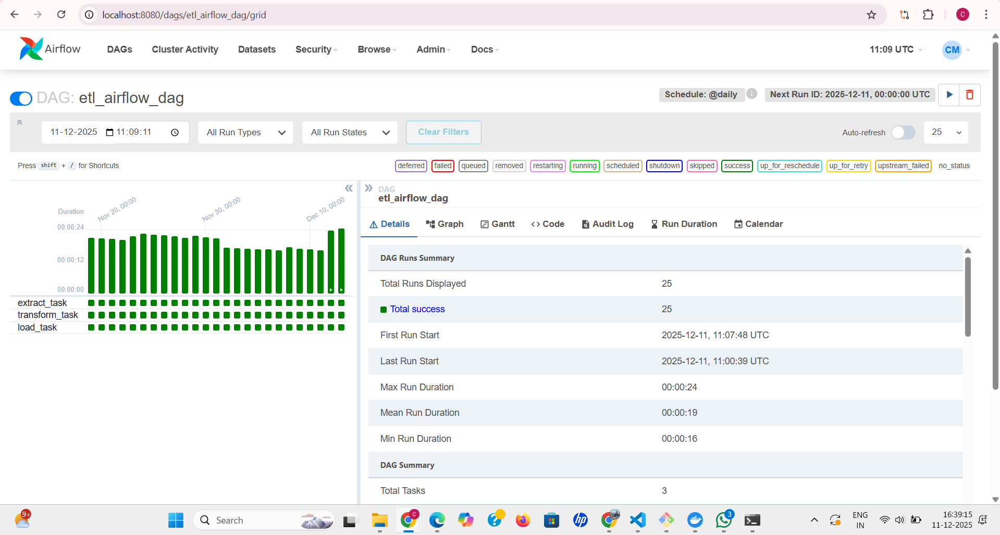 localhost:8080/dags/etl_airflow_dag/grid
C
Airflow
DAGs
Cluster Activity
Datasets
Security
Browse
Admin
Docs
11:09 UTC
CM
DAG: etl_airflow_dag
Schedule: @daily
Next Run ID: 2025-12-11, 00:00:00 UTC
11-12-2025 11:09:11
All Run Types
All Run States
Clear Filters
Auto-refresh
25
Press shift + / for Shortcuts
deferred
failed
queued
removed
restarting
running
scheduled
shutdown
skipped
success
up_for_reschedule
up_for_retry
upstream_failed
no_status
Duration
Nov 20, 00:00
Nov 30, 00:00
Dec 10, 00:00
00:00:24
00:00:12
00:00:00
extract_task
transform_task
load_task
DAG
etl_airflow_dag
Details
Graph
Gantt
Code
Audit Log
Run Duration
Calendar
DAG Runs Summary
Total Runs Displayed 25
Total success 25
First Run Start 2025-12-11, 11:07:48 UTC
Last Run Start 2025-12-11, 11:00:39 UTC
Max Run Duration 00:00:24
Mean Run Duration 00:00:19
Min Run Duration 00:00:16
DAG Summary
Total Tasks 3
9+
Search
C
hp
3
ENG
IN
16:39:15
11-12-2025